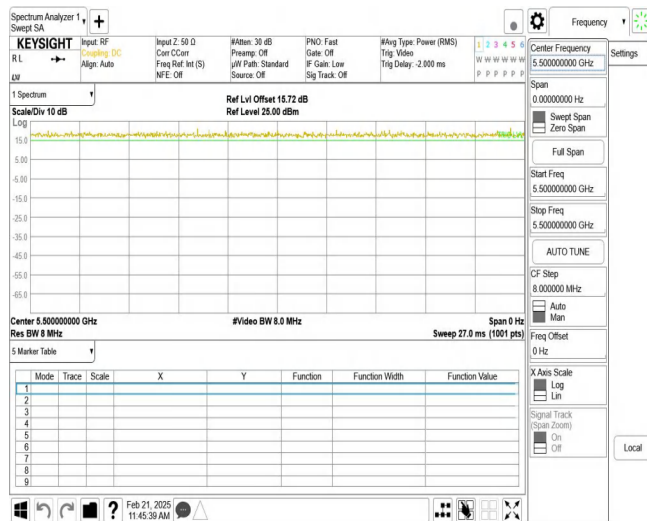 Spectrum Analyzer 1
Swept SA
Frequency
KEYSIGHT
RL
LXI
Input: RF
Coupling: DC
Align: Auto
Input Z: 50 Ω
Corr CCorr
Freq Ref: Int (S)
NFE: Off
#Atten: 30 dB
Preamp: Off
µW Path: Standard
Source: Off
PNO: Fast
Gate: Off
IF Gain: Low
Sig Track: Off
#Avg Type: Power (RMS)
Trig: Video
Trig Delay: -2.000 ms
1 2 3 4 5 6
W W W W W W
P P P P P P
Center Frequency
5.500000000 GHz
Settings
Span
0.00000000 Hz
Swept Span
Zero Span
Full Span
Start Freq
5.500000000 GHz
Stop Freq
5.500000000 GHz
AUTO TUNE
CF Step
8.000000 MHz
Auto
Man
Freq Offset
0 Hz
X Axis Scale
Log
Lin
Signal Track
(Span Zoom)
On
Off
Local
1 Spectrum
Scale/Div 10 dB
Ref Lvl Offset 15.72 dB
Ref Level 25.00 dBm
Log
15.0
5.00
-5.00
-15.0
-25.0
-35.0
-45.0
-55.0
-65.0
Center 5.500000000 GHz
#Video BW 8.0 MHz
Span 0 Hz
Res BW 8 MHz
Sweep 27.0 ms (1001 pts)
5 Marker Table
Mode Trace Scale X Y Function Function Width Function Value
1
2
3
4
5
6
7
8
9
Feb 21, 2025
11:45:39 AM